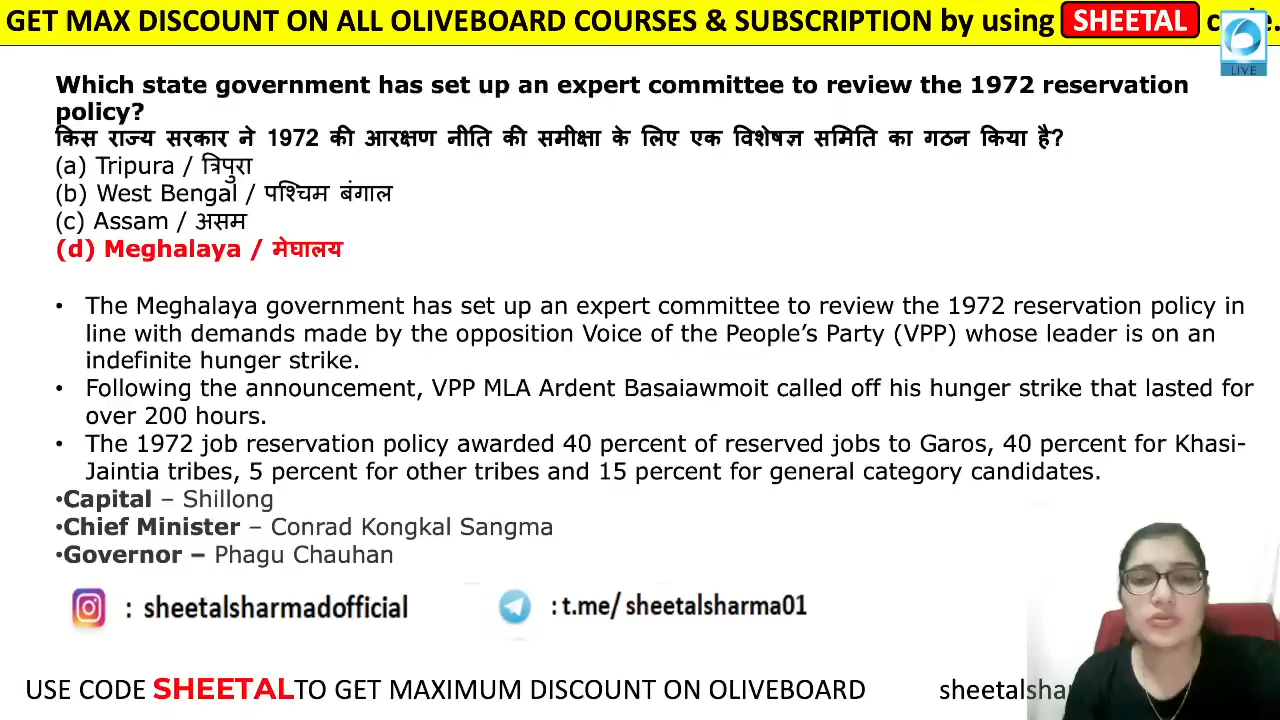 GET MAX DISCOUNT ON ALL OLIVEBOARD COURSES & SUBSCRIPTION by using SHEETAL
LIVE
Which state government has set up an expert committee to review the 1972 reservation
policy?
किस राज्य सरकार ने 1972 की आरक्षण नीति की समीक्षा के लिए एक विशेषज्ञ समिति का गठन किया है?
(a) Tripura / त्रिपुरा
(b) West Bengal / पश्चिम बंगाल
(c) Assam / असम
(d) Meghalaya / मेघालय
• The Meghalaya government has set up an expert committee to review the 1972 reservation policy in
line with demands made by the opposition Voice of the People’s Party (VPP) whose leader is on an
indefinite hunger strike.
• Following the announcement, VPP MLA Ardent Basaiawmoit called off his hunger strike that lasted for
over 200 hours.
• The 1972 job reservation policy awarded 40 percent of reserved jobs to Garos, 40 percent for Khasi-
Jaintia tribes, 5 percent for other tribes and 15 percent for general category candidates.
•Capital – Shillong
•Chief Minister – Conrad Kongkal Sangma
•Governor – Phagu Chauhan
: sheetalsharmadofficial : t.me/ sheetalsharma01
USE CODE SHEETALTO GET MAXIMUM DISCOUNT ON OLIVEBOARD